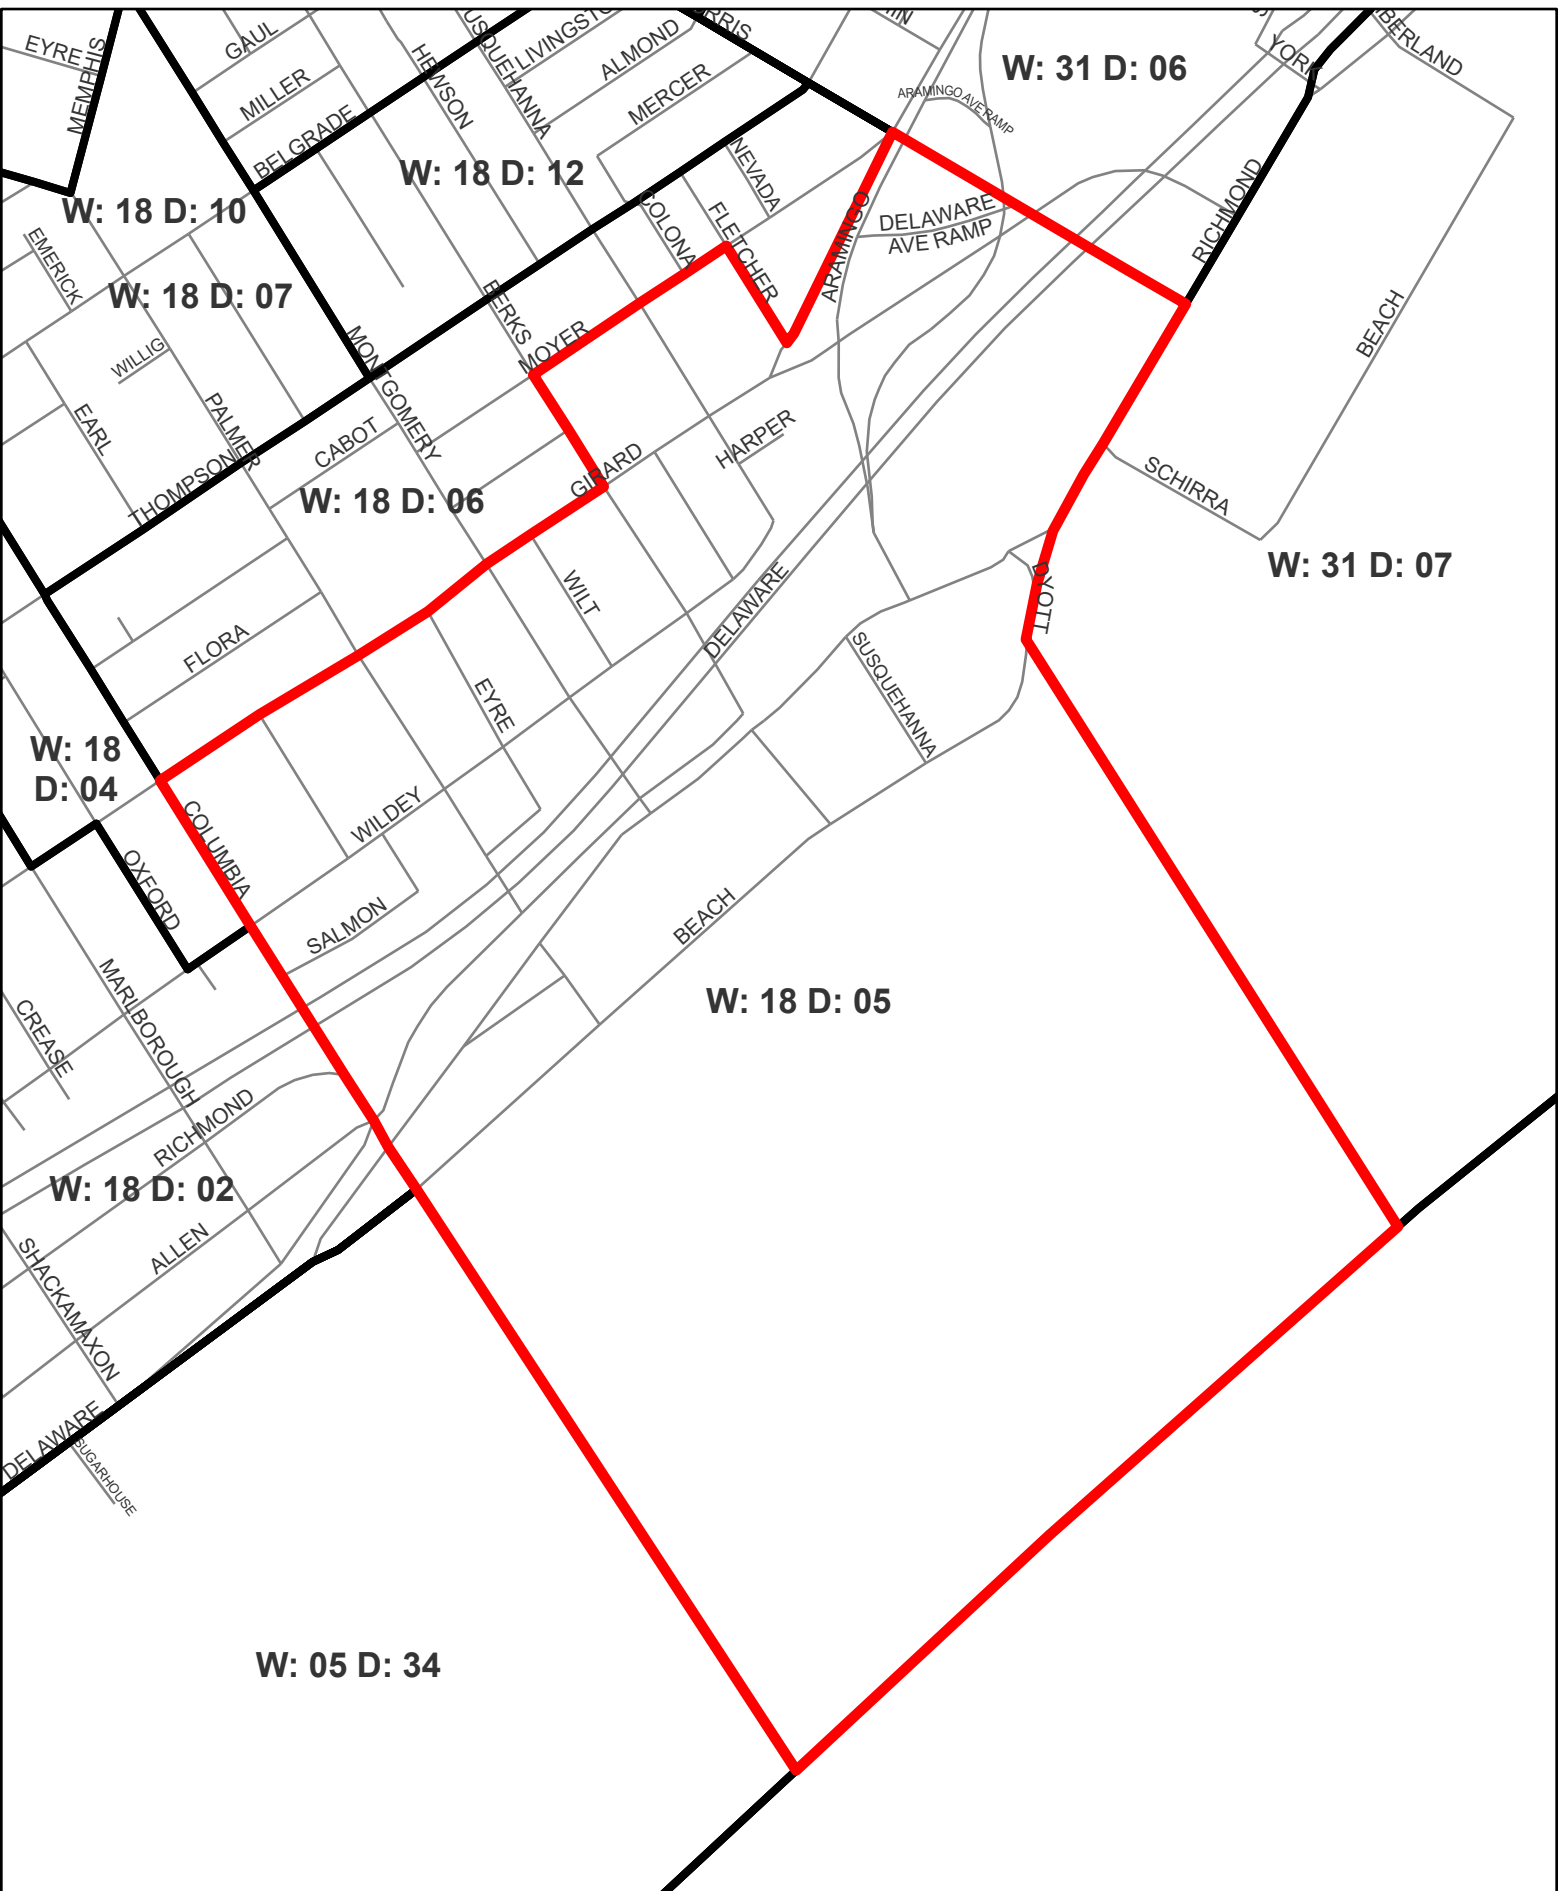 EYRE
MEMPHIS
GAUL
MILLER
BELGRADE
HEWSON
LIVINGST
ALMOND
MERCER
W: 31 D: 06
YORK
ARAMINGO AVE RAMP
W: 18 D: 12
W: 18 D: 10
NEVADA
COLONA
FLETCHER
ARAMINGO
DELAWARE
AVE RAMP
RICHMOND
EMERICK
W: 18 D: 07
WILLIG
BERKS
MOYER
MONTGOMERY
BEACH
EARL
PALMER
CABOT
THOMPSON
W: 18 D: 06
GIRARD
HARPER
SCHIRRA
W: 31 D: 07
DYOTT
WILT
DELAWARE
FLORA
SUSQUEHANNA
EYRE
W: 18
D: 04
COLUMBIA
WILDEY
OXFORD
SALMON
BEACH
MARLBOROUGH
CREASE
W: 18 D: 05
RICHMOND
W: 18 D: 02
ALLEN
SHACKAMAXON
DELAWARE
SUGARHOUSE
W: 05 D: 34